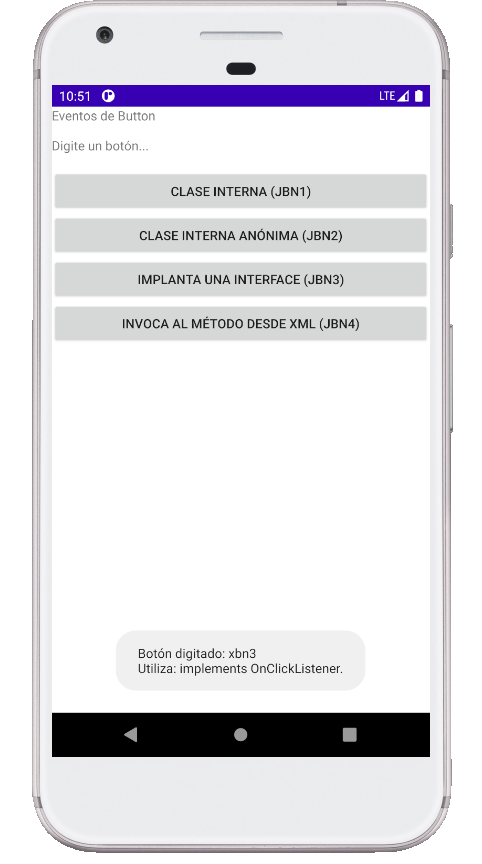 10:51
LTE
Eventos de Button
Digite un botón...
CLASE INTERNA (JBN1)
CLASE INTERNA ANÓNIMA (JBN2)
IMPLANTA UNA INTERFACE (JBN3)
INVOCA AL MÉTODO DESDE XML (JBN4)
Botón digitado: xbn3
Utiliza: implements OnClickListener.